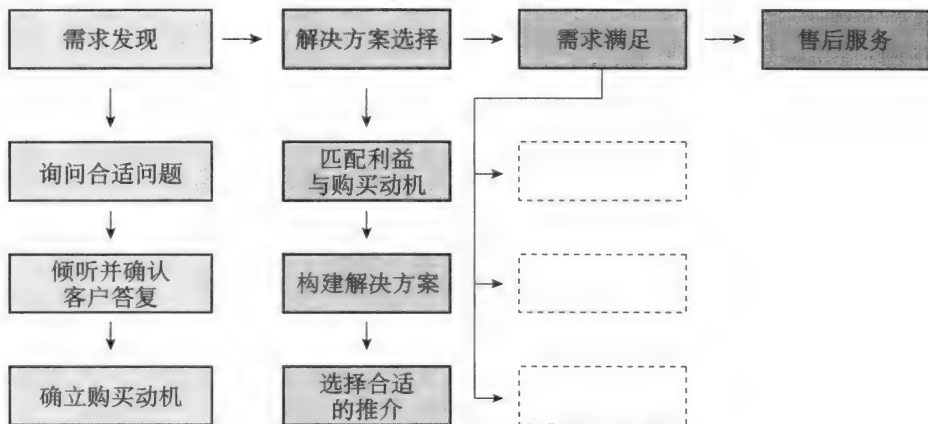 需求发现
解决方案选择
需求满足
售后服务
询问合适问题
匹配利益
与购买动机
倾听并确认
客户答复
构建解决方案
确立购买动机
选择合适
的推介